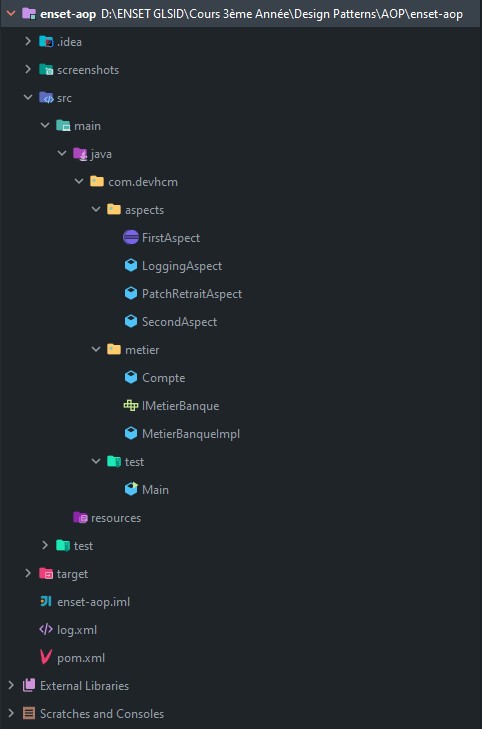 enset-aop D:\ENSET GLSID\Cours 3ème Année\Design Patterns\AOP\enset-aop
.idea
screenshots
src
main
java
com.devhcm
aspects
FirstAspect
LoggingAspect
PatchRetraitAspect
SecondAspect
metier
Compte
IMetierBanque
MetierBanqueImpl
test
Main
resources
test
target
enset-aop.iml
log.xml
pom.xml
External Libraries
Scratches and Consoles